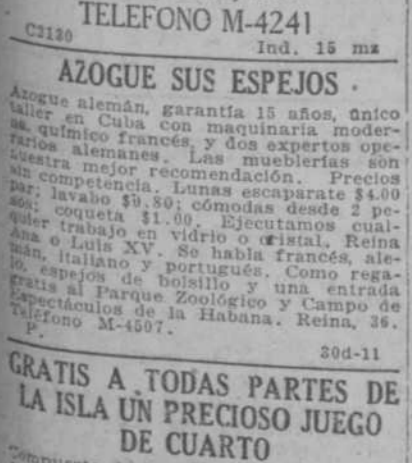 TELEFONO M-4241
C2130 Ind. 15 mz
AZOGUE SUS ESPEJOS
Azogue alemán, garantía 15 años, único
taller en Cuba con maquinaria moder-
na, químico francés, y dos expertos ope-
rarios alemanes. Las mueblerías son
nuestra mejor recomendación. Precios
sin competencia. Lunas escaparate $4.00
par; lavabo $9.80; cómodas desde 2 pe-
sos; coqueta $1.00. Ejecutamos cual-
quier trabajo en vidrio o cristal. Reina
Ana o Luis XV. Se habla francés, ale-
mán, italiano y portugués. Como rega-
lo, espejos de bolsillo y una entrada
gratis al Parque Zoológico y Campo de
Espectáculos de la Habana. Reina, 36.
Teléfono M-4507.
P. 30d-11
GRATIS A TODAS PARTES DE
LA ISLA UN PRECIOSO JUEGO
DE CUARTO